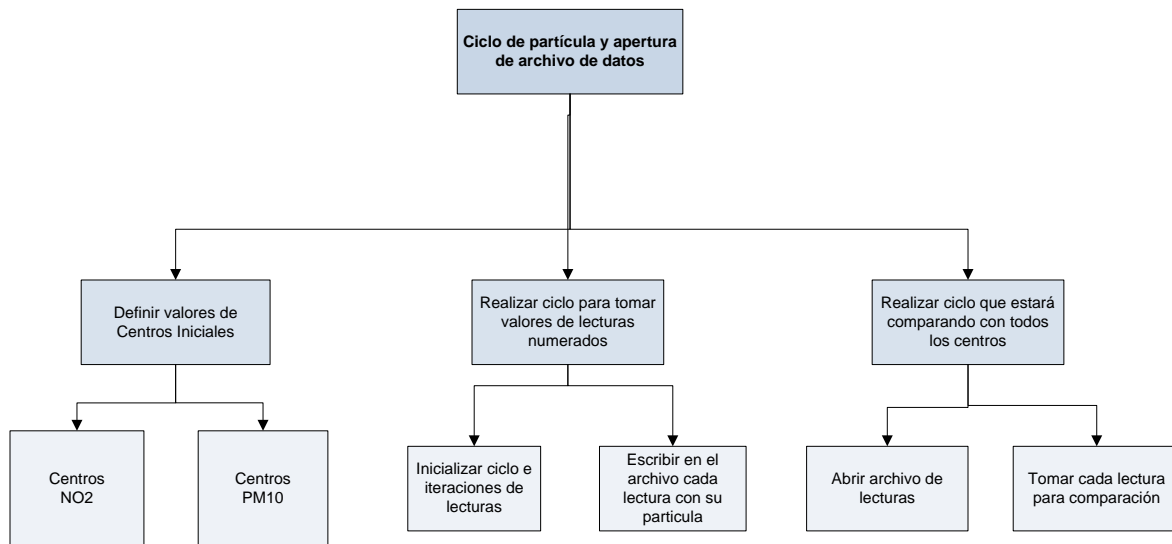 Ciclo de partícula y apertura
de archivo de datos
Definir valores de
Centros Iniciales
Realizar ciclo para tomar
valores de lecturas
numerados
Realizar ciclo que estará
comparando con todos
los centros
Centros
NO2
Centros
PM10
Inicializar ciclo e
iteraciones de
lecturas
Escribir en el
archivo cada
lectura con su
particula
Abrir archivo de
lecturas
Tomar cada lectura
para comparación